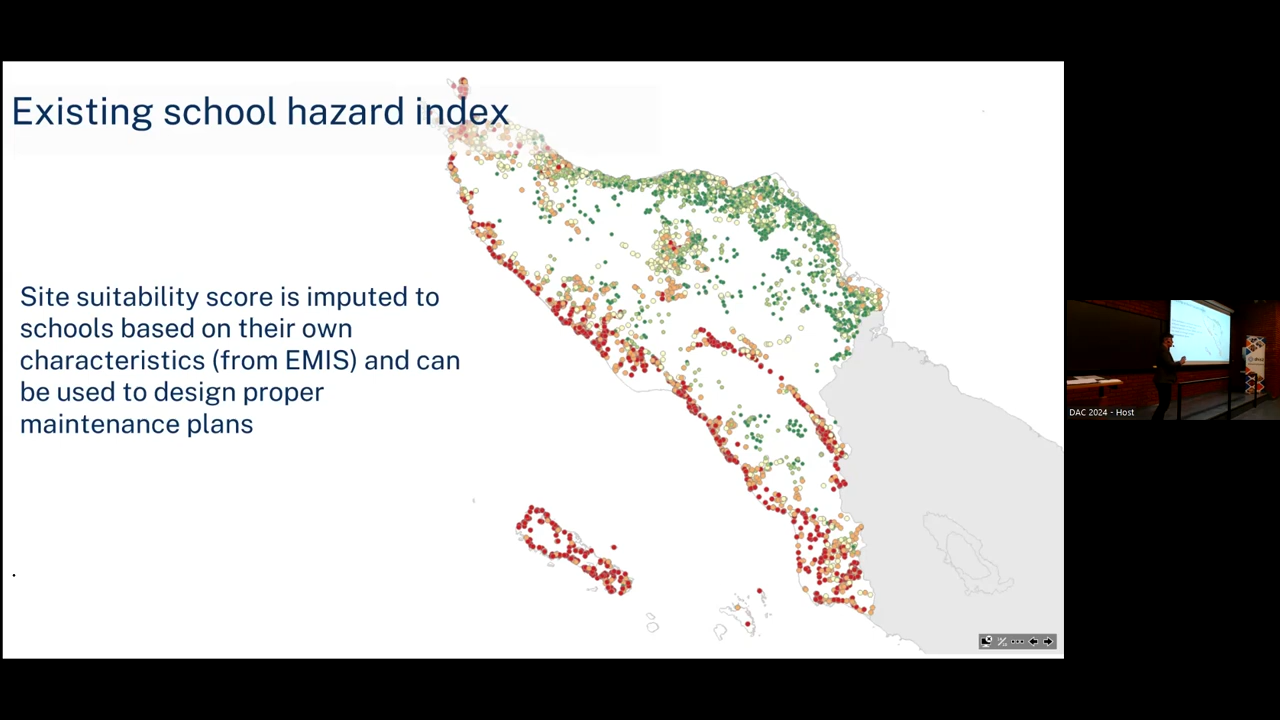 Existing school hazard index
Site suitability score is imputed to
schools based on their own
characteristics (from EMIS) and can
be used to design proper
maintenance plans
.
DAC 2024 - Host